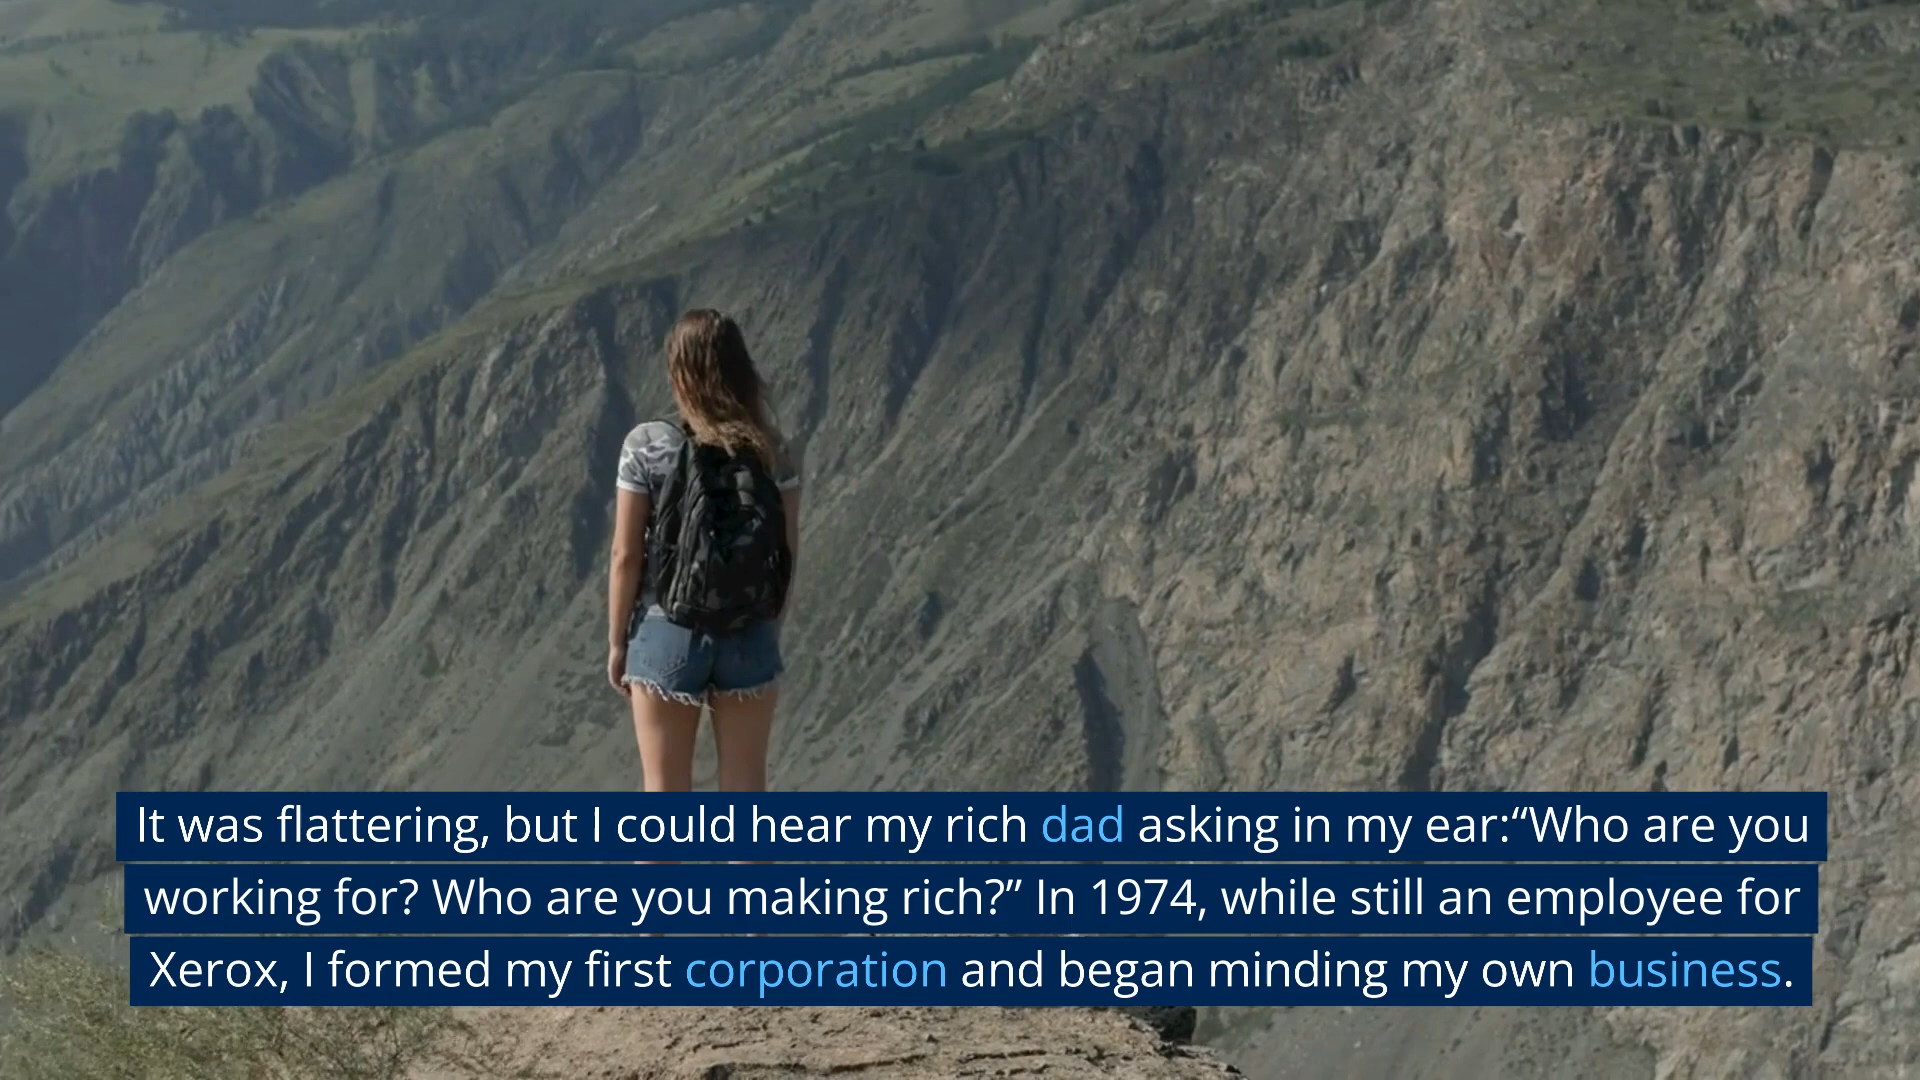 It was flattering, but I could hear my rich dad asking in my ear:“Who are you
working for? Who are you making rich?” In 1974, while still an employee for
Xerox, I formed my first corporation and began minding my own business.